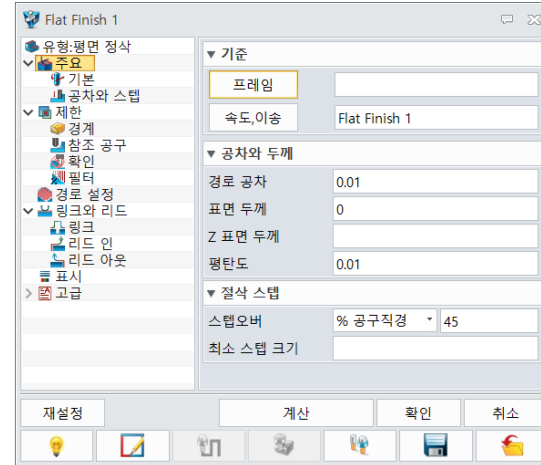 Flat Finish 1
유형:평면 정삭
주요
기본
공차와 스텝
제한
경계
참조 공구
확인
필터
경로 설정
링크와 리드
링크
리드 인
리드 아웃
표시
고급
기준
프레임
속도,이송 Flat Finish 1
공차와 두께
경로 공차 0.01
표면 두께 0
Z 표면 두께
평탄도 0.01
절삭 스텝
스텝오버 % 공구직경 45
최소 스텝 크기
재설정 계산 확인 취소